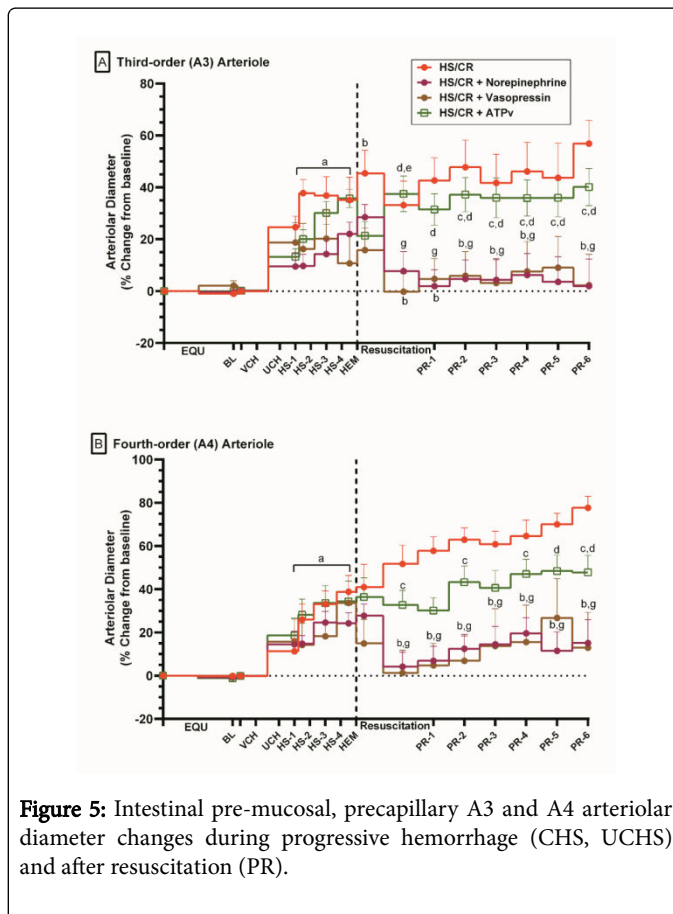 A Third-order (A3) Arteriole
HS/CR
HS/CR + Norepinephrine
HS/CR + Vasopressin
HS/CR + ATPv
Arteriolar Diameter
(% Change from baseline)
80
60
40
20
0
-20
a
b
d,e
d
c,d
c,d
c,d
c,d
c,d
g
g
b,g
b,g
b,g
b,g
b
b
EQU
BL
VCH
UCH
HS-1
HS-2
HS-3
HS-4
HEM
Resuscitation
PR-1
PR-2
PR-3
PR-4
PR-5
PR-6
B Fourth-order (A4) Arteriole
Arteriolar Diameter
(% Change from baseline)
100
80
60
40
20
0
-20
a
c
c
c
d
c,d
b,g
b,g
b,g
b,g
b,g
b,g
b,g
EQU
BL
VCH
UCH
HS-1
HS-2
HS-3
HS-4
HEM
Resuscitation
PR-1
PR-2
PR-3
PR-4
PR-5
PR-6
Figure 5: Intestinal pre-mucosal, precapillary A3 and A4 arteriolar
diameter changes during progressive hemorrhage (CHS, UCHS)
and after resuscitation (PR).